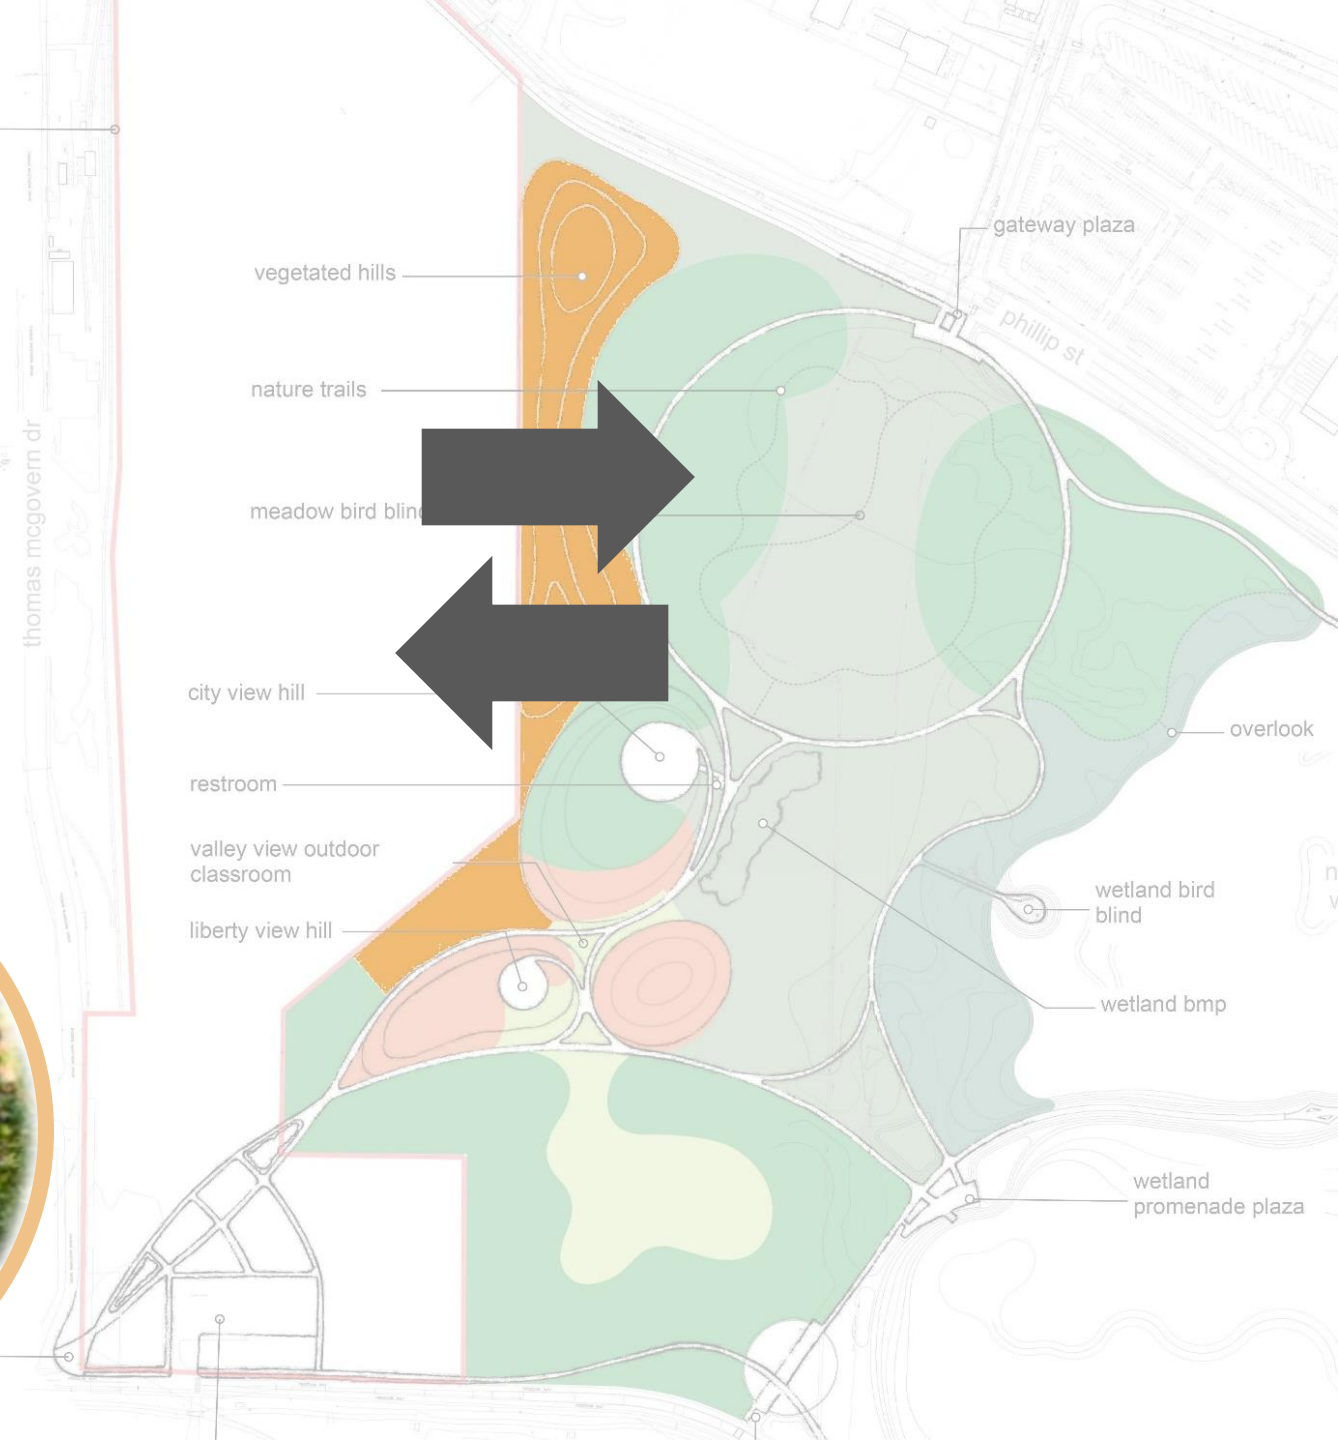 gateway plaza
vegetated hills
phillip st
nature trails
thomas mcgovern dr
meadow bird blind
city view hill
overlook
restroom
valley view outdoor
classroom
wetland bird
blind
liberty view hill
wetland bmp
wetland
promenade plaza